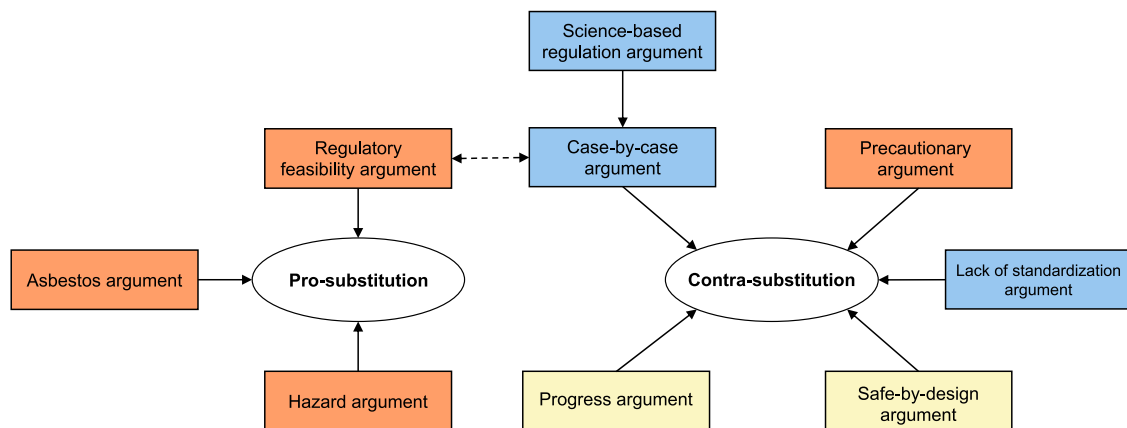 Science-based
regulation argument
Regulatory
feasibility argument
Case-by-case
argument
Precautionary
argument
Asbestos argument
Pro-substitution
Contra-substitution
Lack of standardization
argument
Hazard argument
Progress argument
Safe-by-design
argument